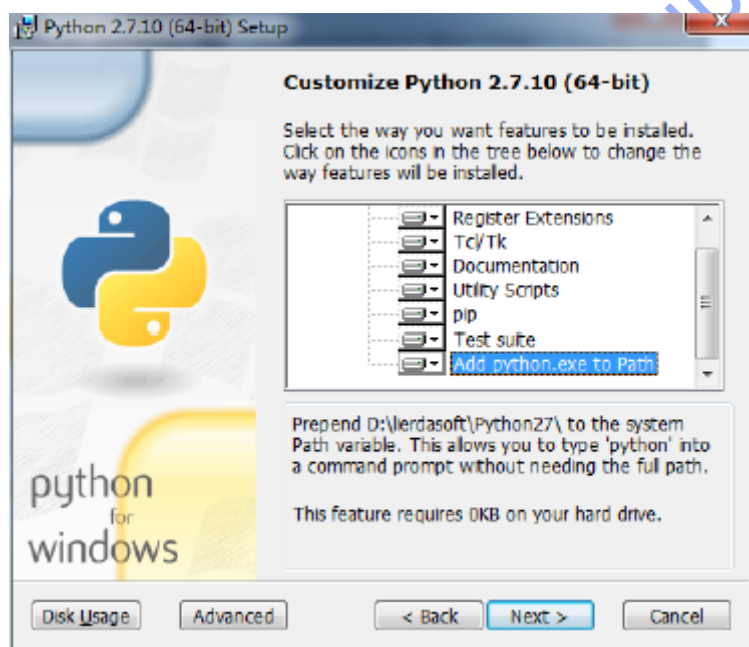 Python 2.7.10 (64-bit) Setup
Customize Python 2.7.10 (64-bit)
Select the way you want features to be installed.
Click on the icons in the tree below to change the
way features will be installed.
Register Extensions
Tcl/Tk
Documentation
Utility Scripts
pip
Test suite
Add python.exe to Path
Prepend D:\lerdasoft\Python27\ to the system
Path variable. This allows you to type 'python' into
a command prompt without needing the full path.
This feature requires 0KB on your hard drive.
python
for
windows
Disk Usage
Advanced
< Back
Next >
Cancel